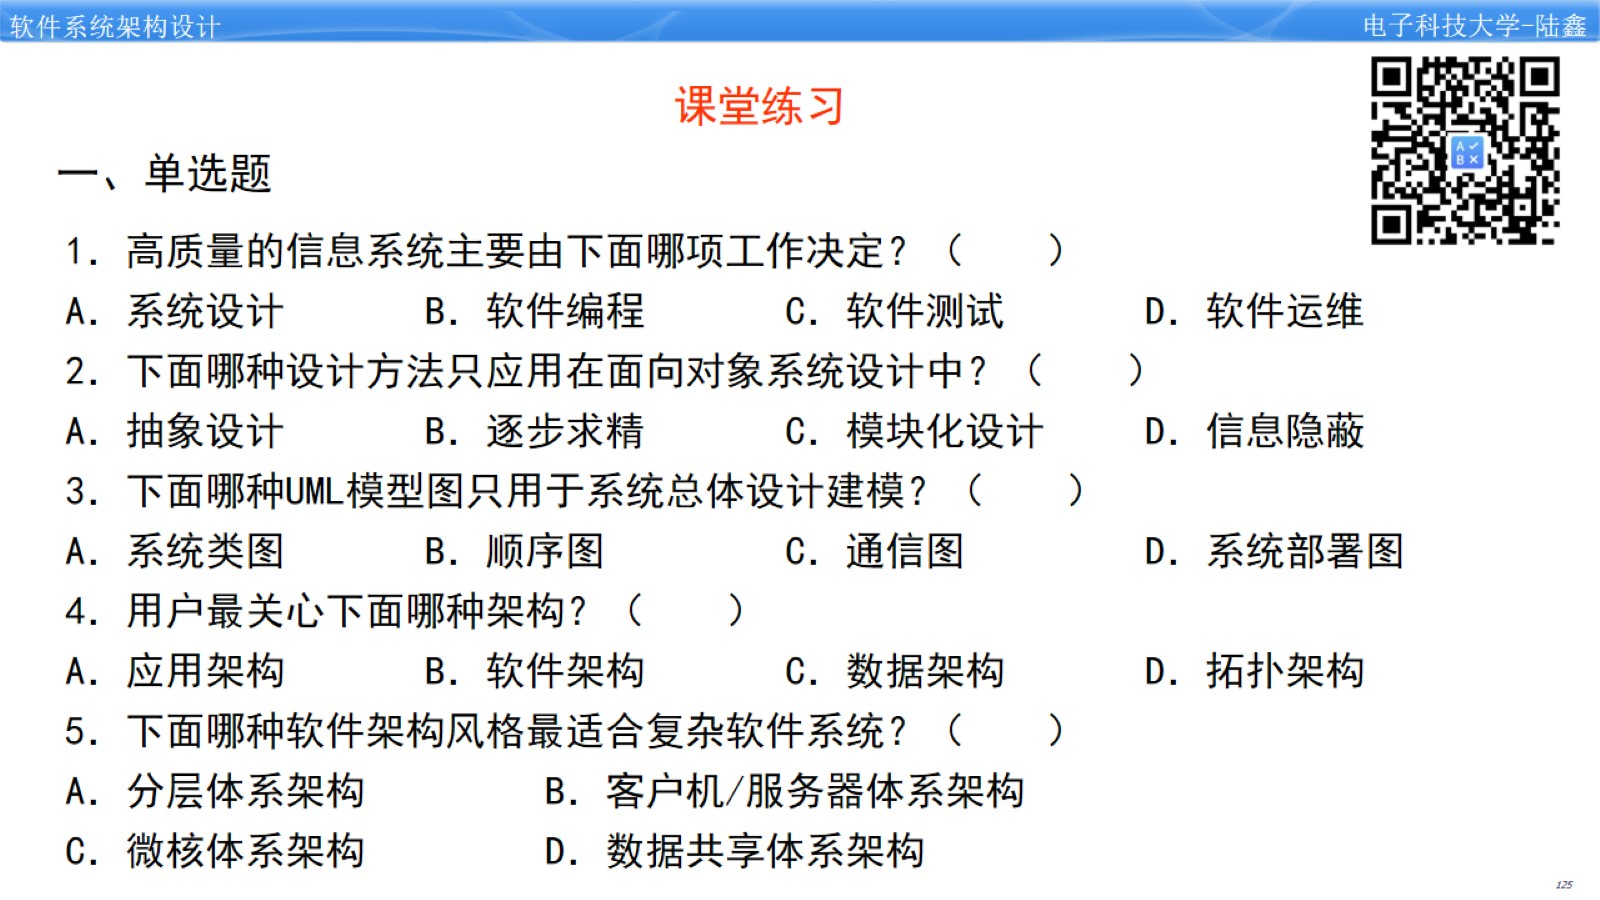 软件系统架构设计
电子科技大学-陆鑫
课堂练习
一、单选题
1. 高质量的信息系统主要由下面哪项工作决定?（ ）
A. 系统设计 B. 软件编程 C. 软件测试 D. 软件运维
2. 下面哪种设计方法只应用在面向对象系统设计中?（ ）
A. 抽象设计 B. 逐步求精 C. 模块化设计 D. 信息隐蔽
3. 下面哪种UML模型图只用于系统总体设计建模?（ ）
A. 系统类图 B. 顺序图 C. 通信图 D. 系统部署图
4. 用户最关心下面哪种架构?（ ）
A. 应用架构 B. 软件架构 C. 数据架构 D. 拓扑架构
5. 下面哪种软件架构风格最适合复杂软件系统?（ ）
A. 分层体系架构 B. 客户机/服务器体系架构
C. 微核体系架构 D. 数据共享体系架构
125